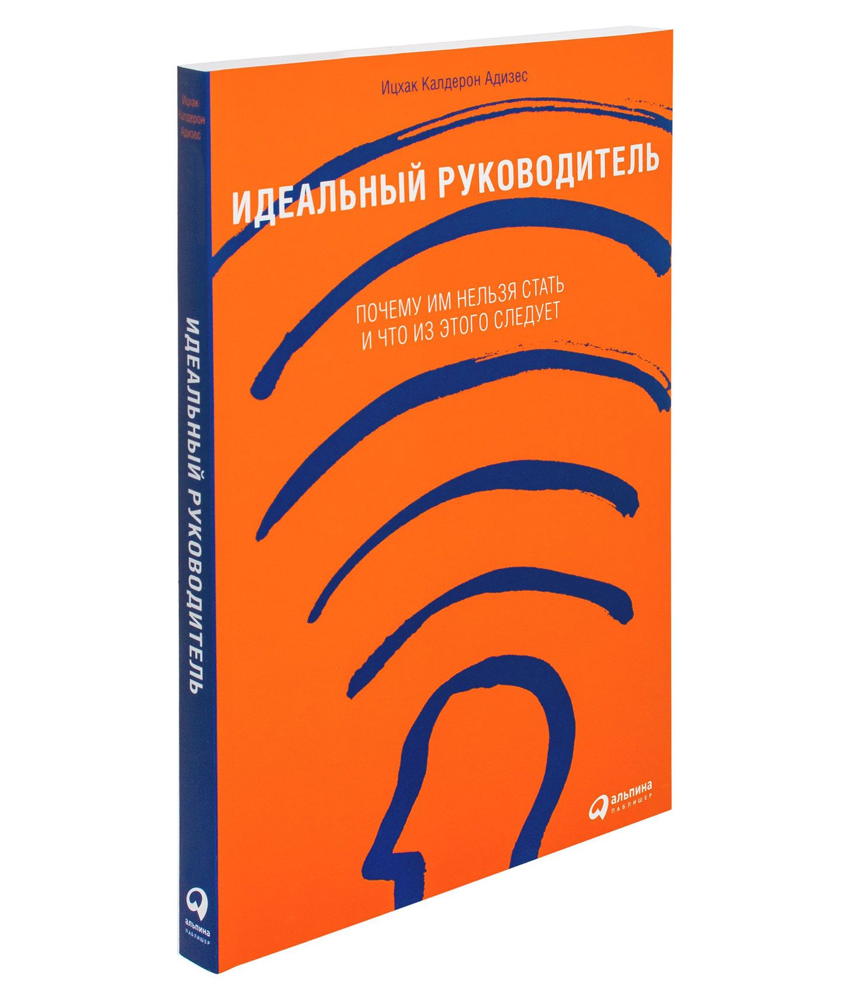 Ицхак Калдерон Адизес
ИДЕАЛЬНЫЙ РУКОВОДИТЕЛЬ
ПОЧЕМУ ИМ НЕЛЬЗЯ СТАТЬ
И ЧТО ИЗ ЭТОГО СЛЕДУЕТ
альпина
ПАБЛИШЕР
Ицхак
Калдерон
Адизес
ИДЕАЛЬНЫЙ РУКОВОДИТЕЛЬ
альпина
ПАБЛИШЕР